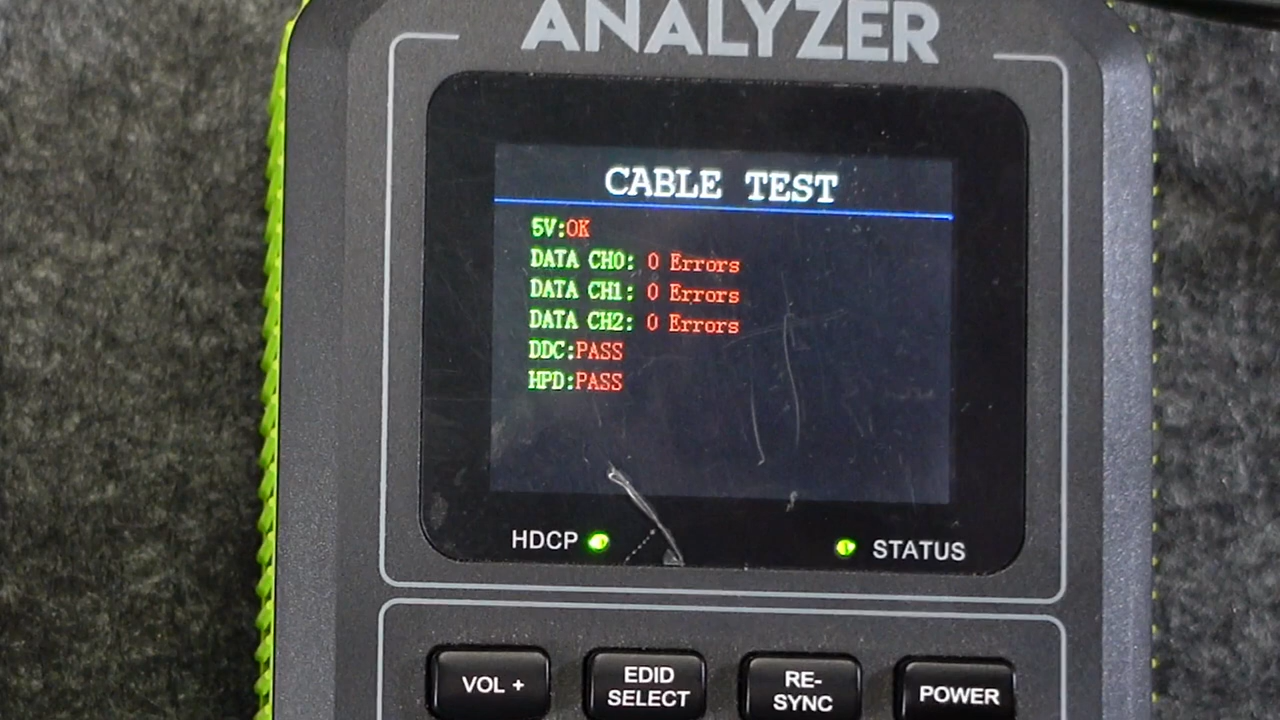 ANALYZER
CABLE TEST
5V:OK
DATA CH0: 0 Errors
DATA CH1: 0 Errors
DATA CH2: 0 Errors
DDC:PASS
HPD:PASS
HDCP
STATUS
VOL +
EDID
SELECT
RE-
SYNC
POWER